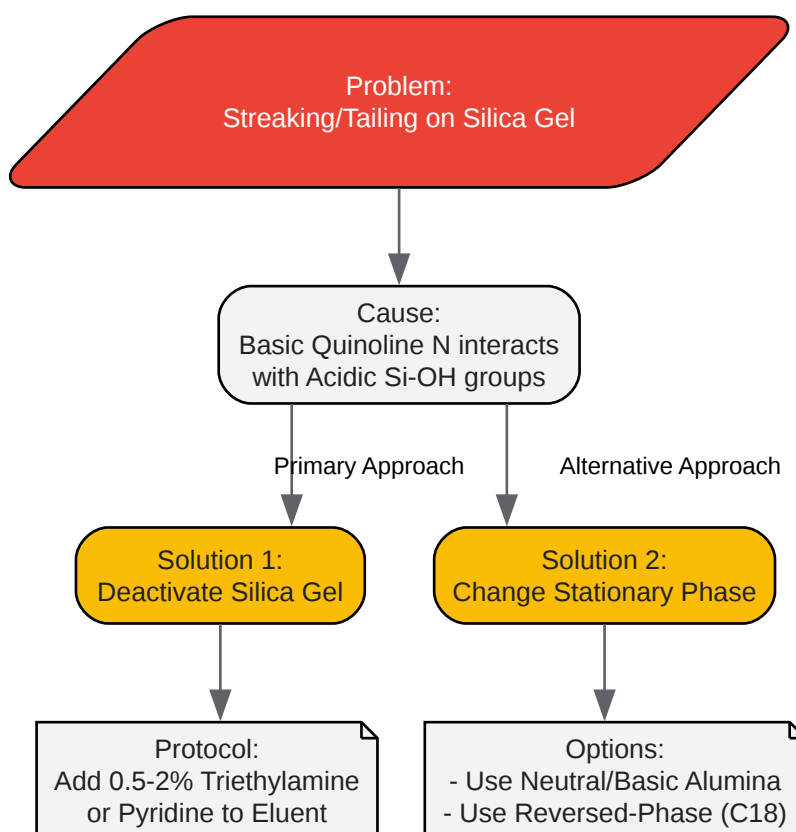 Problem:
Streaking/Tailing on Silica Gel
Cause:
Basic Quinoline N interacts
with Acidic Si-OH groups
Primary Approach
Alternative Approach
Solution 1:
Deactivate Silica Gel
Solution 2:
Change Stationary Phase
Protocol:
Add 0.5-2% Triethylamine
or Pyridine to Eluent
Options:
- Use Neutral/Basic Alumina
- Use Reversed-Phase (C18)